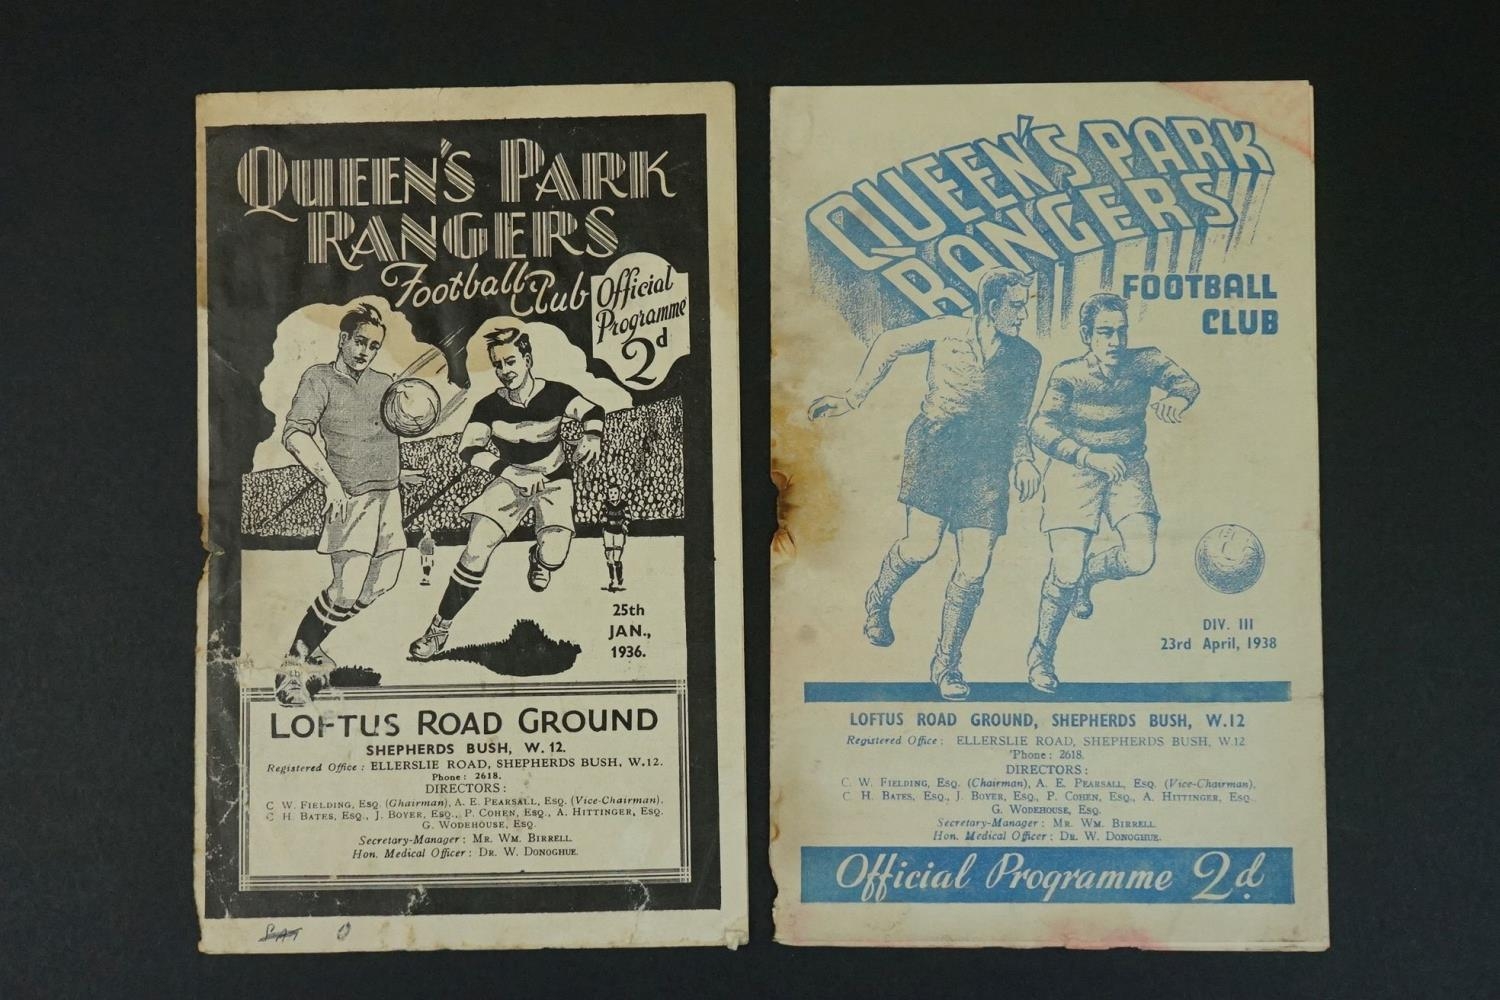 QUEEN'S PARK
RANGERS
Football Club
Official
Programme
2d
25th
JAN.,
1936.
LOFTUS ROAD GROUND
SHEPHERDS BUSH, W. 12.
Registered Office : ELLERSLIE ROAD, SHEPHERDS BUSH, W.12.
Phone : 2618.
DIRECTORS :
C. W. FIELDING, ESQ. (Chairman), A. E. PEARSALL, ESQ. (Vice-Chairman).
C H. BATES, ESQ., J. BOYER, ESQ., P. COHEN, ESQ., A. HITTINGER, ESQ.
G. WODEHOUSE, ESQ.
Secretary-Manager : MR. WM. BIRRELL.
Hon. Medical Officer : DR. W. DONOGHUE.
QUEEN'S PARK
RANGERS
FOOTBALL
CLUB
DIV. III
23rd April, 1938
LOFTUS ROAD GROUND, SHEPHERDS BUSH, W.12
Registered Office : ELLERSLIE ROAD, SHEPHERDS BUSH, W.12
'Phone : 2618.
DIRECTORS :
C. W. FIELDING, ESQ. (Chairman), A. E. PEARSALL, ESQ. (Vice-Chairman).
C. H. BATES, ESQ., J. BOYER, ESQ., P. COHEN, ESQ., A. HITTINGER, ESQ.
G. WODEHOUSE, ESQ.
Secretary-Manager : MR. WM. BIRRELL.
Hon. Medical Officer : DR. W. DONOGHUE.
Official Programme 2d.